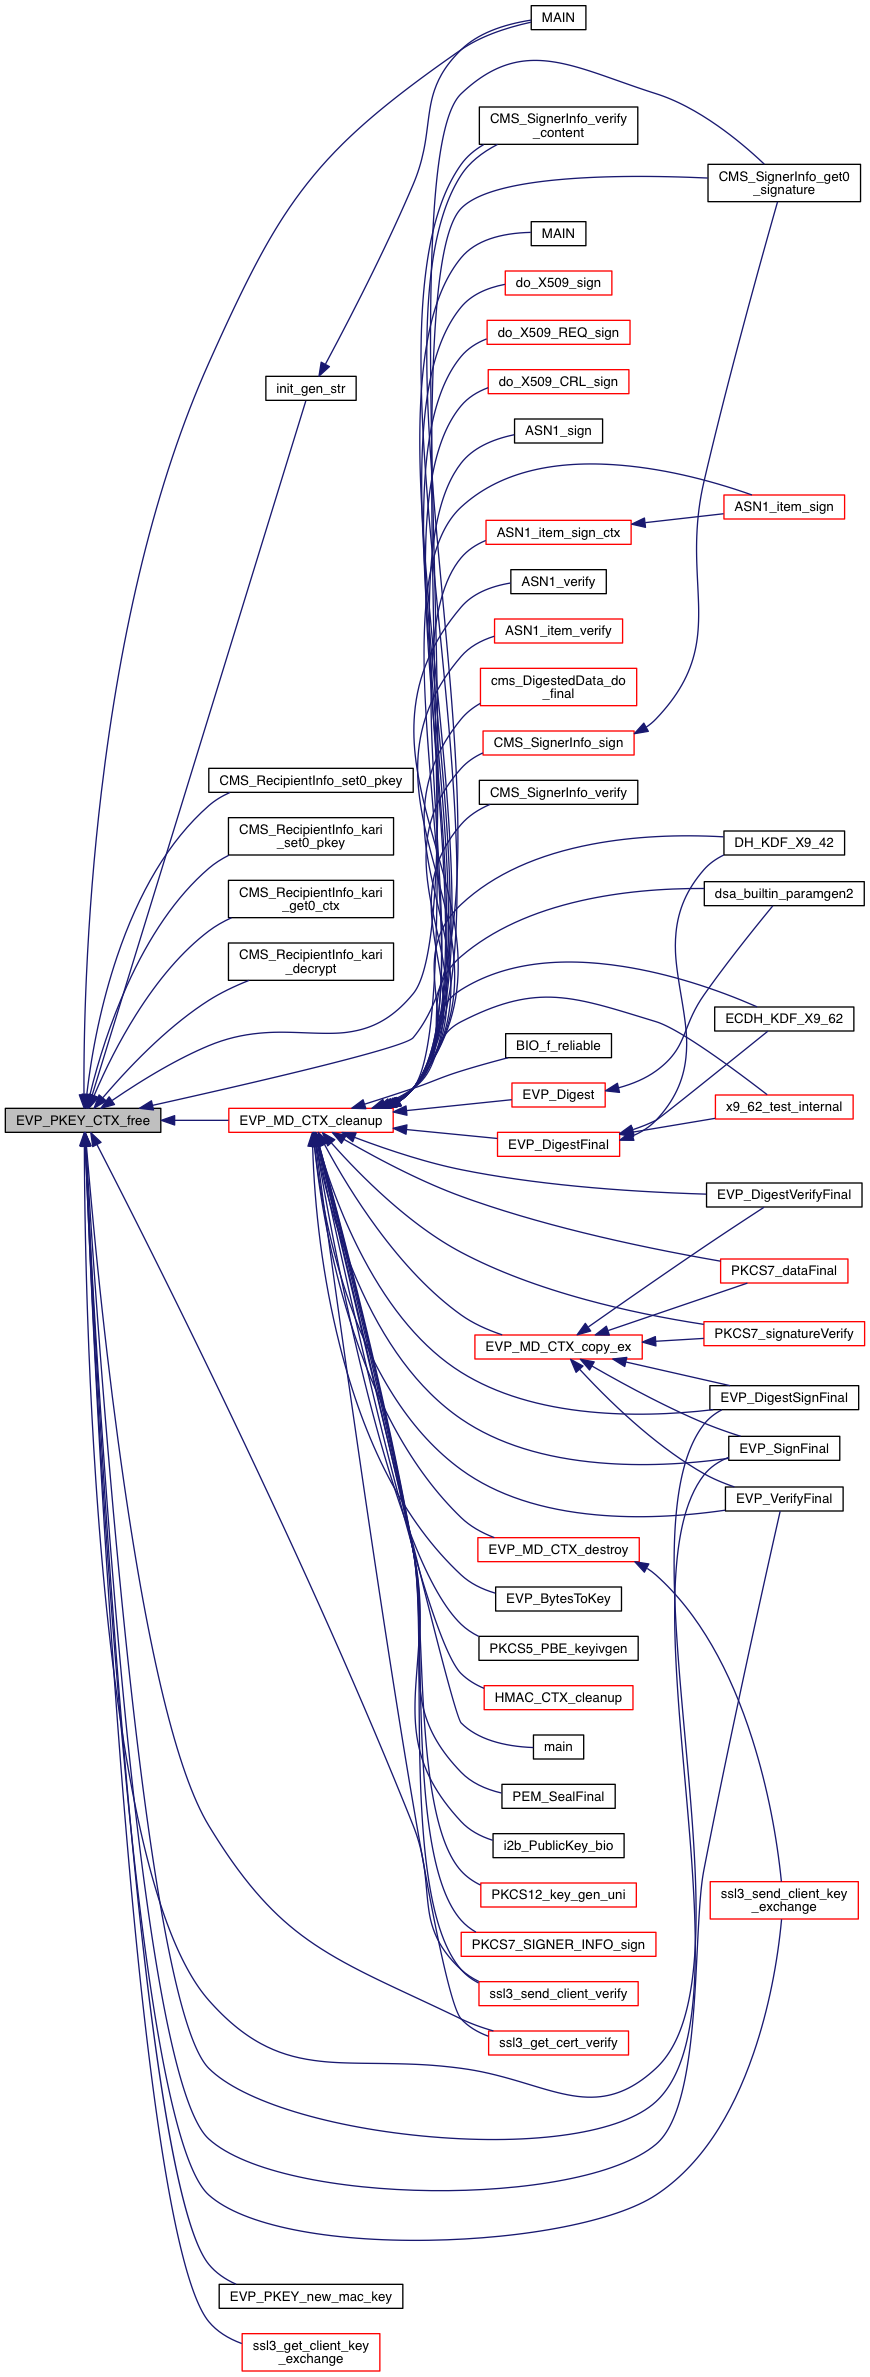 MAIN
CMS_SignerInfo_verify
_content
CMS_SignerInfo_get0
_signature
MAIN
do_X509_sign
do_X509_REQ_sign
do_X509_CRL_sign
init_gen_str
ASN1_sign
ASN1_item_sign
ASN1_item_sign_ctx
ASN1_verify
ASN1_item_verify
cms_DigestedData_do
_final
CMS_SignerInfo_sign
CMS_RecipientInfo_set0_pkey
CMS_SignerInfo_verify
CMS_RecipientInfo_kari
_set0_pkey
DH_KDF_X9_42
CMS_RecipientInfo_kari
_get0_ctx
dsa_builtin_paramgen2
CMS_RecipientInfo_kari
_decrypt
ECDH_KDF_X9_62
BIO_f_reliable
EVP_Digest
x9_62_test_internal
EVP_PKEY_CTX_free
EVP_MD_CTX_cleanup
EVP_DigestFinal
EVP_DigestVerifyFinal
PKCS7_dataFinal
PKCS7_signatureVerify
EVP_MD_CTX_copy_ex
EVP_DigestSignFinal
EVP_SignFinal
EVP_VerifyFinal
EVP_MD_CTX_destroy
EVP_BytesToKey
PKCS5_PBE_keyivgen
HMAC_CTX_cleanup
main
PEM_SealFinal
i2b_PublicKey_bio
PKCS12_key_gen_uni
ssl3_send_client_key
_exchange
PKCS7_SIGNER_INFO_sign
ssl3_send_client_verify
ssl3_get_cert_verify
EVP_PKEY_new_mac_key
ssl3_get_client_key
_exchange